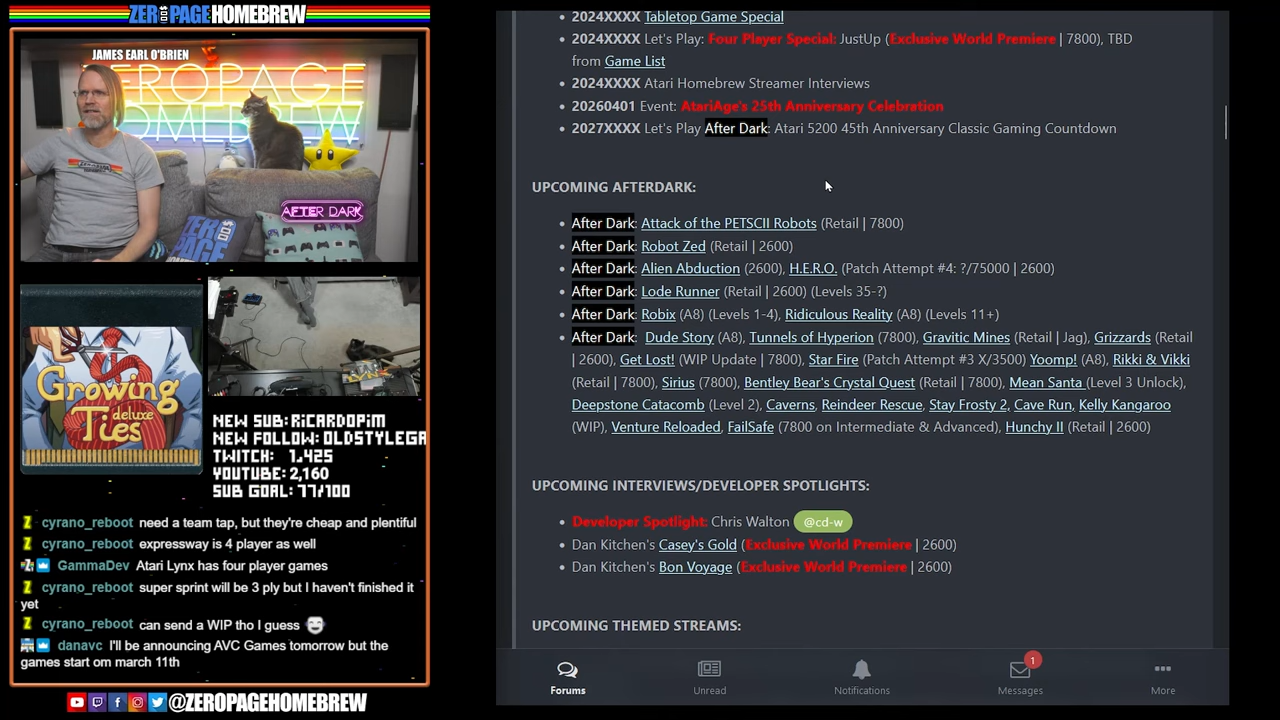 ZEROPAGEHOMEBREW
JAMES EARL O'BRIEN
ZEROPAGE
HOMEBREW
AFTER DARK
ZERO
PAGE
Growing
deluxe
Ties
NEW SUB: RICARDOPIM
NEW FOLLOW: OLDSTYLEGA
TWITCH: 1,425
YOUTUBE: 2,160
SUB GOAL: 77/100
cyrano_reboot need a team tap, but they're cheap and plentiful
cyrano_reboot expressway is 4 player as well
GammaDev Atari Lynx has four player games
cyrano_reboot super sprint will be 3 ply but I haven't finished it
yet
cyrano_reboot can send a WIP tho I guess
danavc I'll be announcing AVC Games tomorrow but the
games start om march 11th
@ZEROPAGEHOMEBREW
2024XXXX Tabletop Game Special
2024XXXX Let's Play: Four Player Special: JustUp (Exclusive World Premiere | 7800), TBD
from Game List
2024XXXX Atari Homebrew Streamer Interviews
20260401 Event: AtariAge's 25th Anniversary Celebration
2027XXXX Let's Play After Dark: Atari 5200 45th Anniversary Classic Gaming Countdown
UPCOMING AFTERDARK:
After Dark: Attack of the PETSCII Robots (Retail | 7800)
After Dark: Robot Zed (Retail | 2600)
After Dark: Alien Abduction (2600), H.E.R.O. (Patch Attempt #4: ?/75000 | 2600)
After Dark: Lode Runner (Retail | 2600) (Levels 35-?)
After Dark: Robix (A8) (Levels 1-4), Ridiculous Reality (A8) (Levels 11+)
After Dark: Dude Story (A8), Tunnels of Hyperion (7800), Gravitic Mines (Retail | Jag), Grizzards (Retail
| 2600), Get Lost! (WIP Update | 7800), Star Fire (Patch Attempt #3 X/3500) Yoomp! (A8), Rikki & Vikki
(Retail | 7800), Sirius (7800), Bentley Bear's Crystal Quest (Retail | 7800), Mean Santa (Level 3 Unlock),
Deepstone Catacomb (Level 2), Caverns, Raindeer Rescue, Stay Frosty 2, Cave Run, Kelly Kangaroo
(WIP), Venture Reloaded, FailSafe (7800 on Intermediate & Advanced), Hunchy II (Retail | 2600)
UPCOMING INTERVIEWS/DEVELOPER SPOTLIGHTS:
Developer Spotlight: Chris Walton @cd-w
Dan Kitchen's Casey's Gold (Exclusive World Premiere | 2600)
Dan Kitchen's Bon Voyage (Exclusive World Premiere | 2600)
UPCOMING THEMED STREAMS:
1
Forums Unread Notifications Messages More